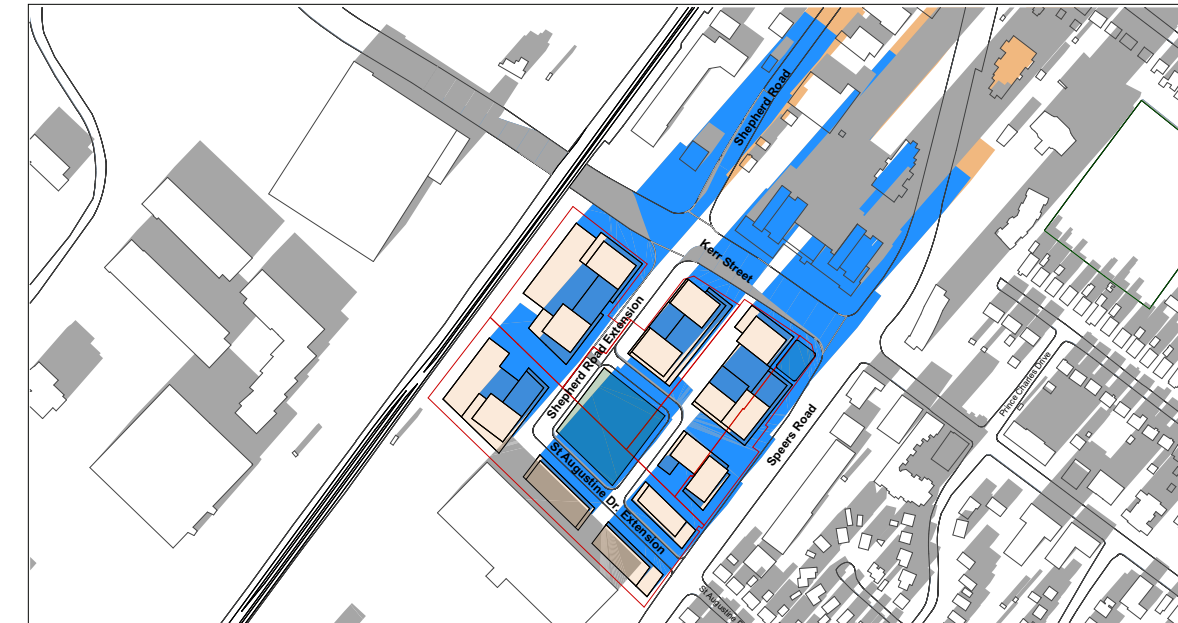 Shepherd Road
Kerr Street
Shepherd Road Extension
Prince Charles Drive
Speers Road
St Augustine Dr. Extension
St Augustine